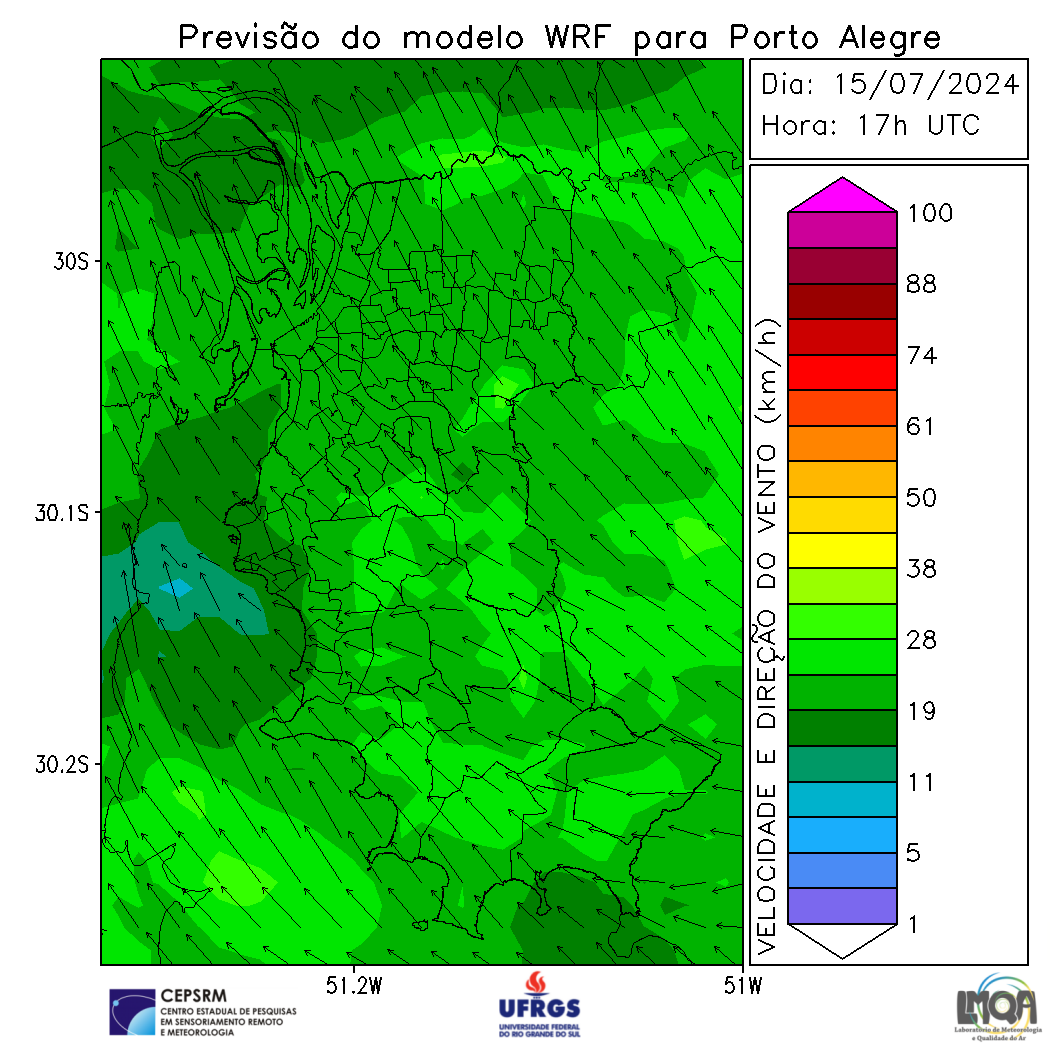 Previsão do modelo WRF para Porto Alegre
Dia: 15/07/2024
Hora: 17h UTC
30S
30.1S
30.2S
51.2W
51W
VELOCIDADE E DIREÇÃO DO VENTO (km/h)
100
88
74
61
50
38
28
19
11
5
1
CEPSRM
CENTRO ESTADUAL DE PESQUISAS
EM SENSORIAMENTO REMOTO
E METEOROLOGIA
UFRGS
UNIVERSIDADE FEDERAL
DO RIO GRANDE DO SUL
LMQA
Laboratório de Meteorologia
e Qualidade do Ar